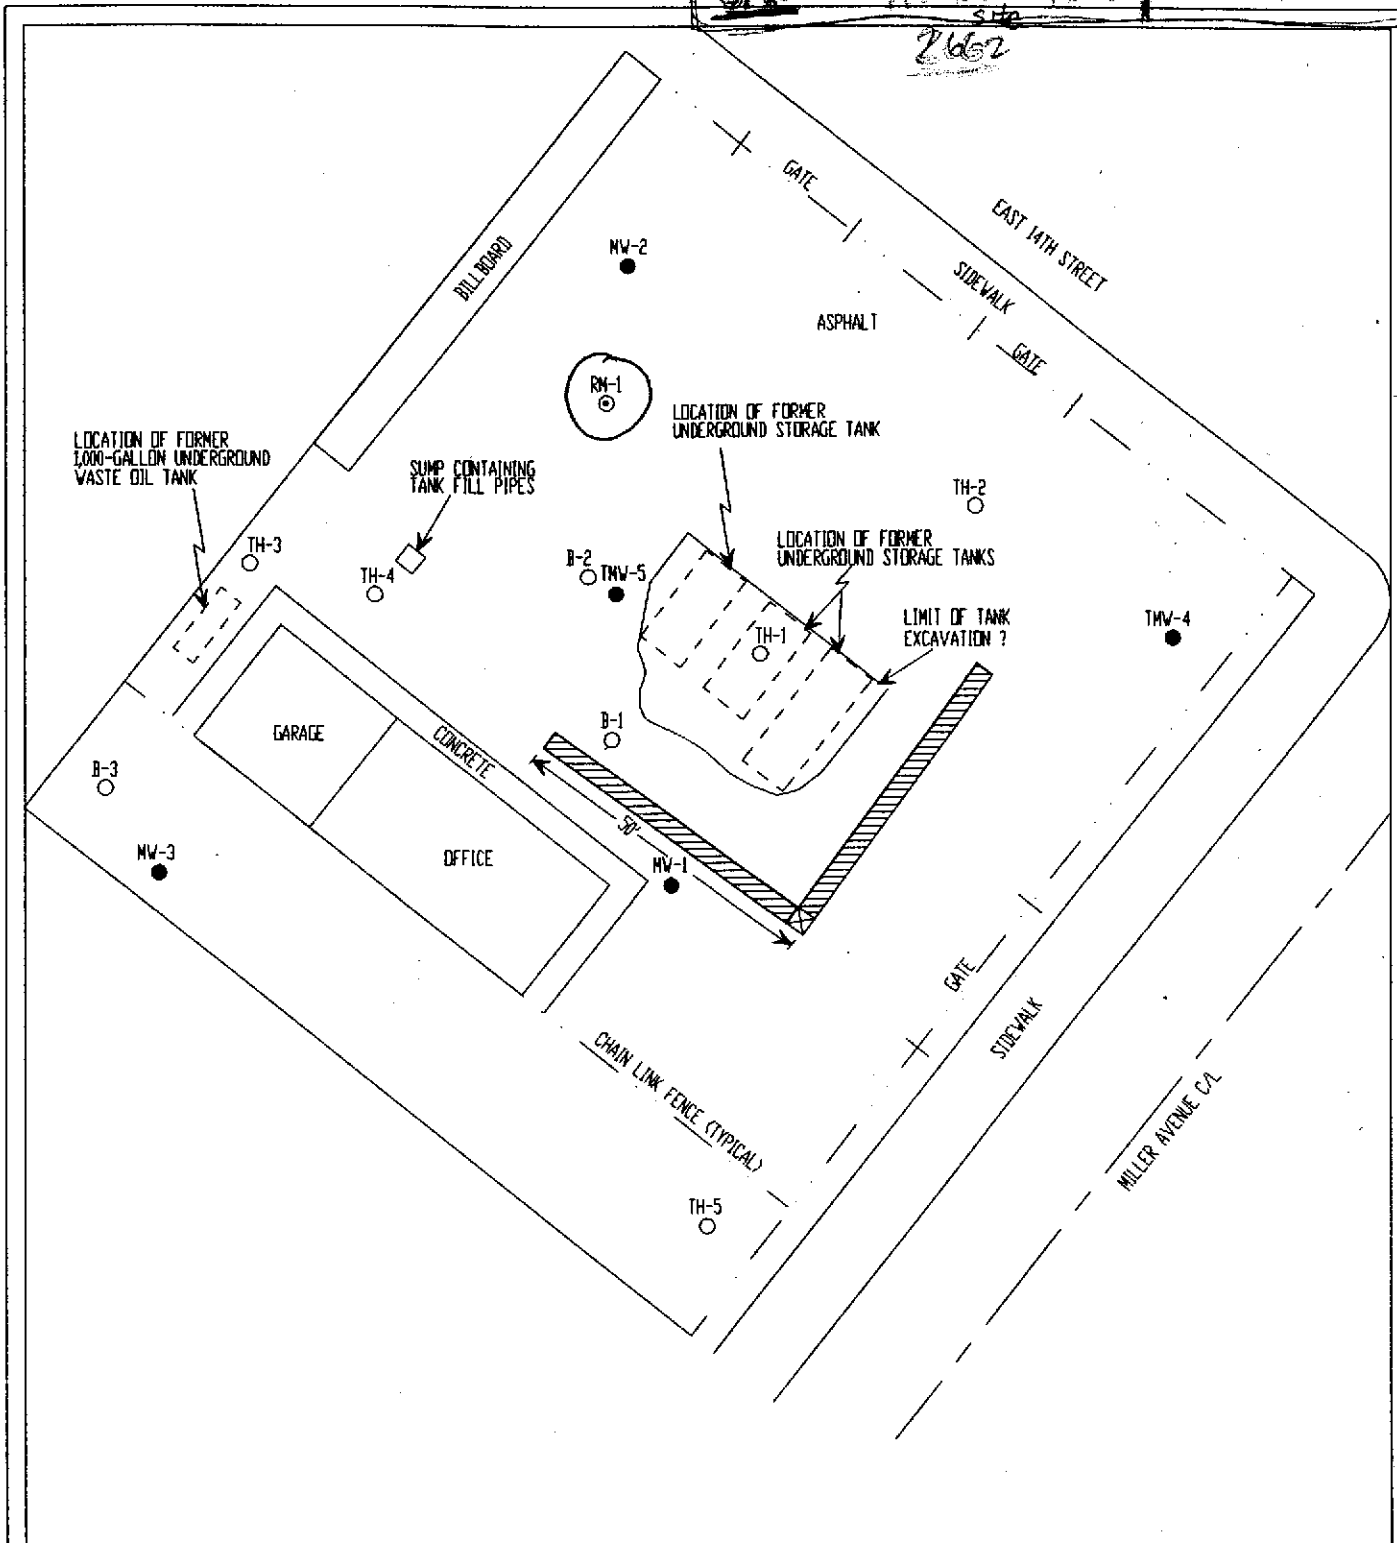 site
2662
GATE
EAST 14TH STREET
MW-2
SIDEWALK
BILLBOARD
ASPHALT
GATE
RM-1
LOCATION OF FORMER
UNDERGROUND STORAGE TANK
LOCATION OF FORMER
1,000-GALLON UNDERGROUND
WASTE OIL TANK
SUMP CONTAINING
TANK FILL PIPES
TH-2
LOCATION OF FORMER
UNDERGROUND STORAGE TANKS
TH-3
B-2
TH-4
TMW-5
LIMIT OF TANK
EXCAVATION ?
TMW-4
TH-1
B-1
GARAGE
CONCRETE
B-3
50'
MW-3
OFFICE
MW-1
GATE
SIDEWALK
CHAIN LINK FENCE (TYPICAL)
MILLER AVENUE C/L
TH-5